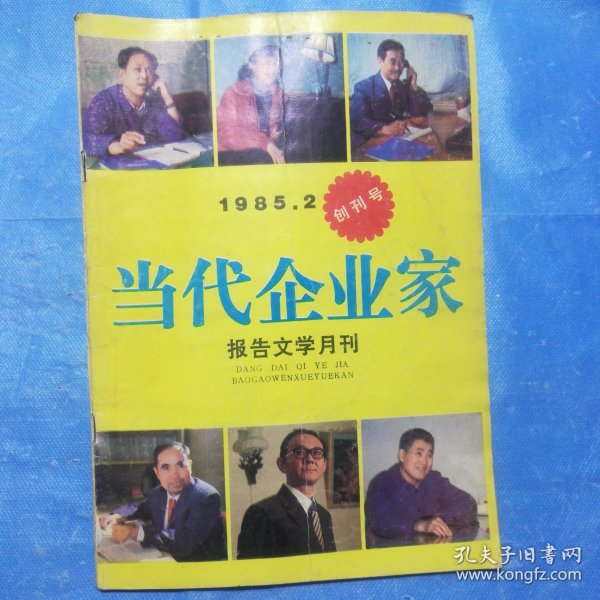 1985.2
创刊号
当代企业家
报告文学月刊
DANG DAI QI YE JIA
BAOGAOWENXUEYUEKAN
孔夫子旧书网
www.kongfz.com